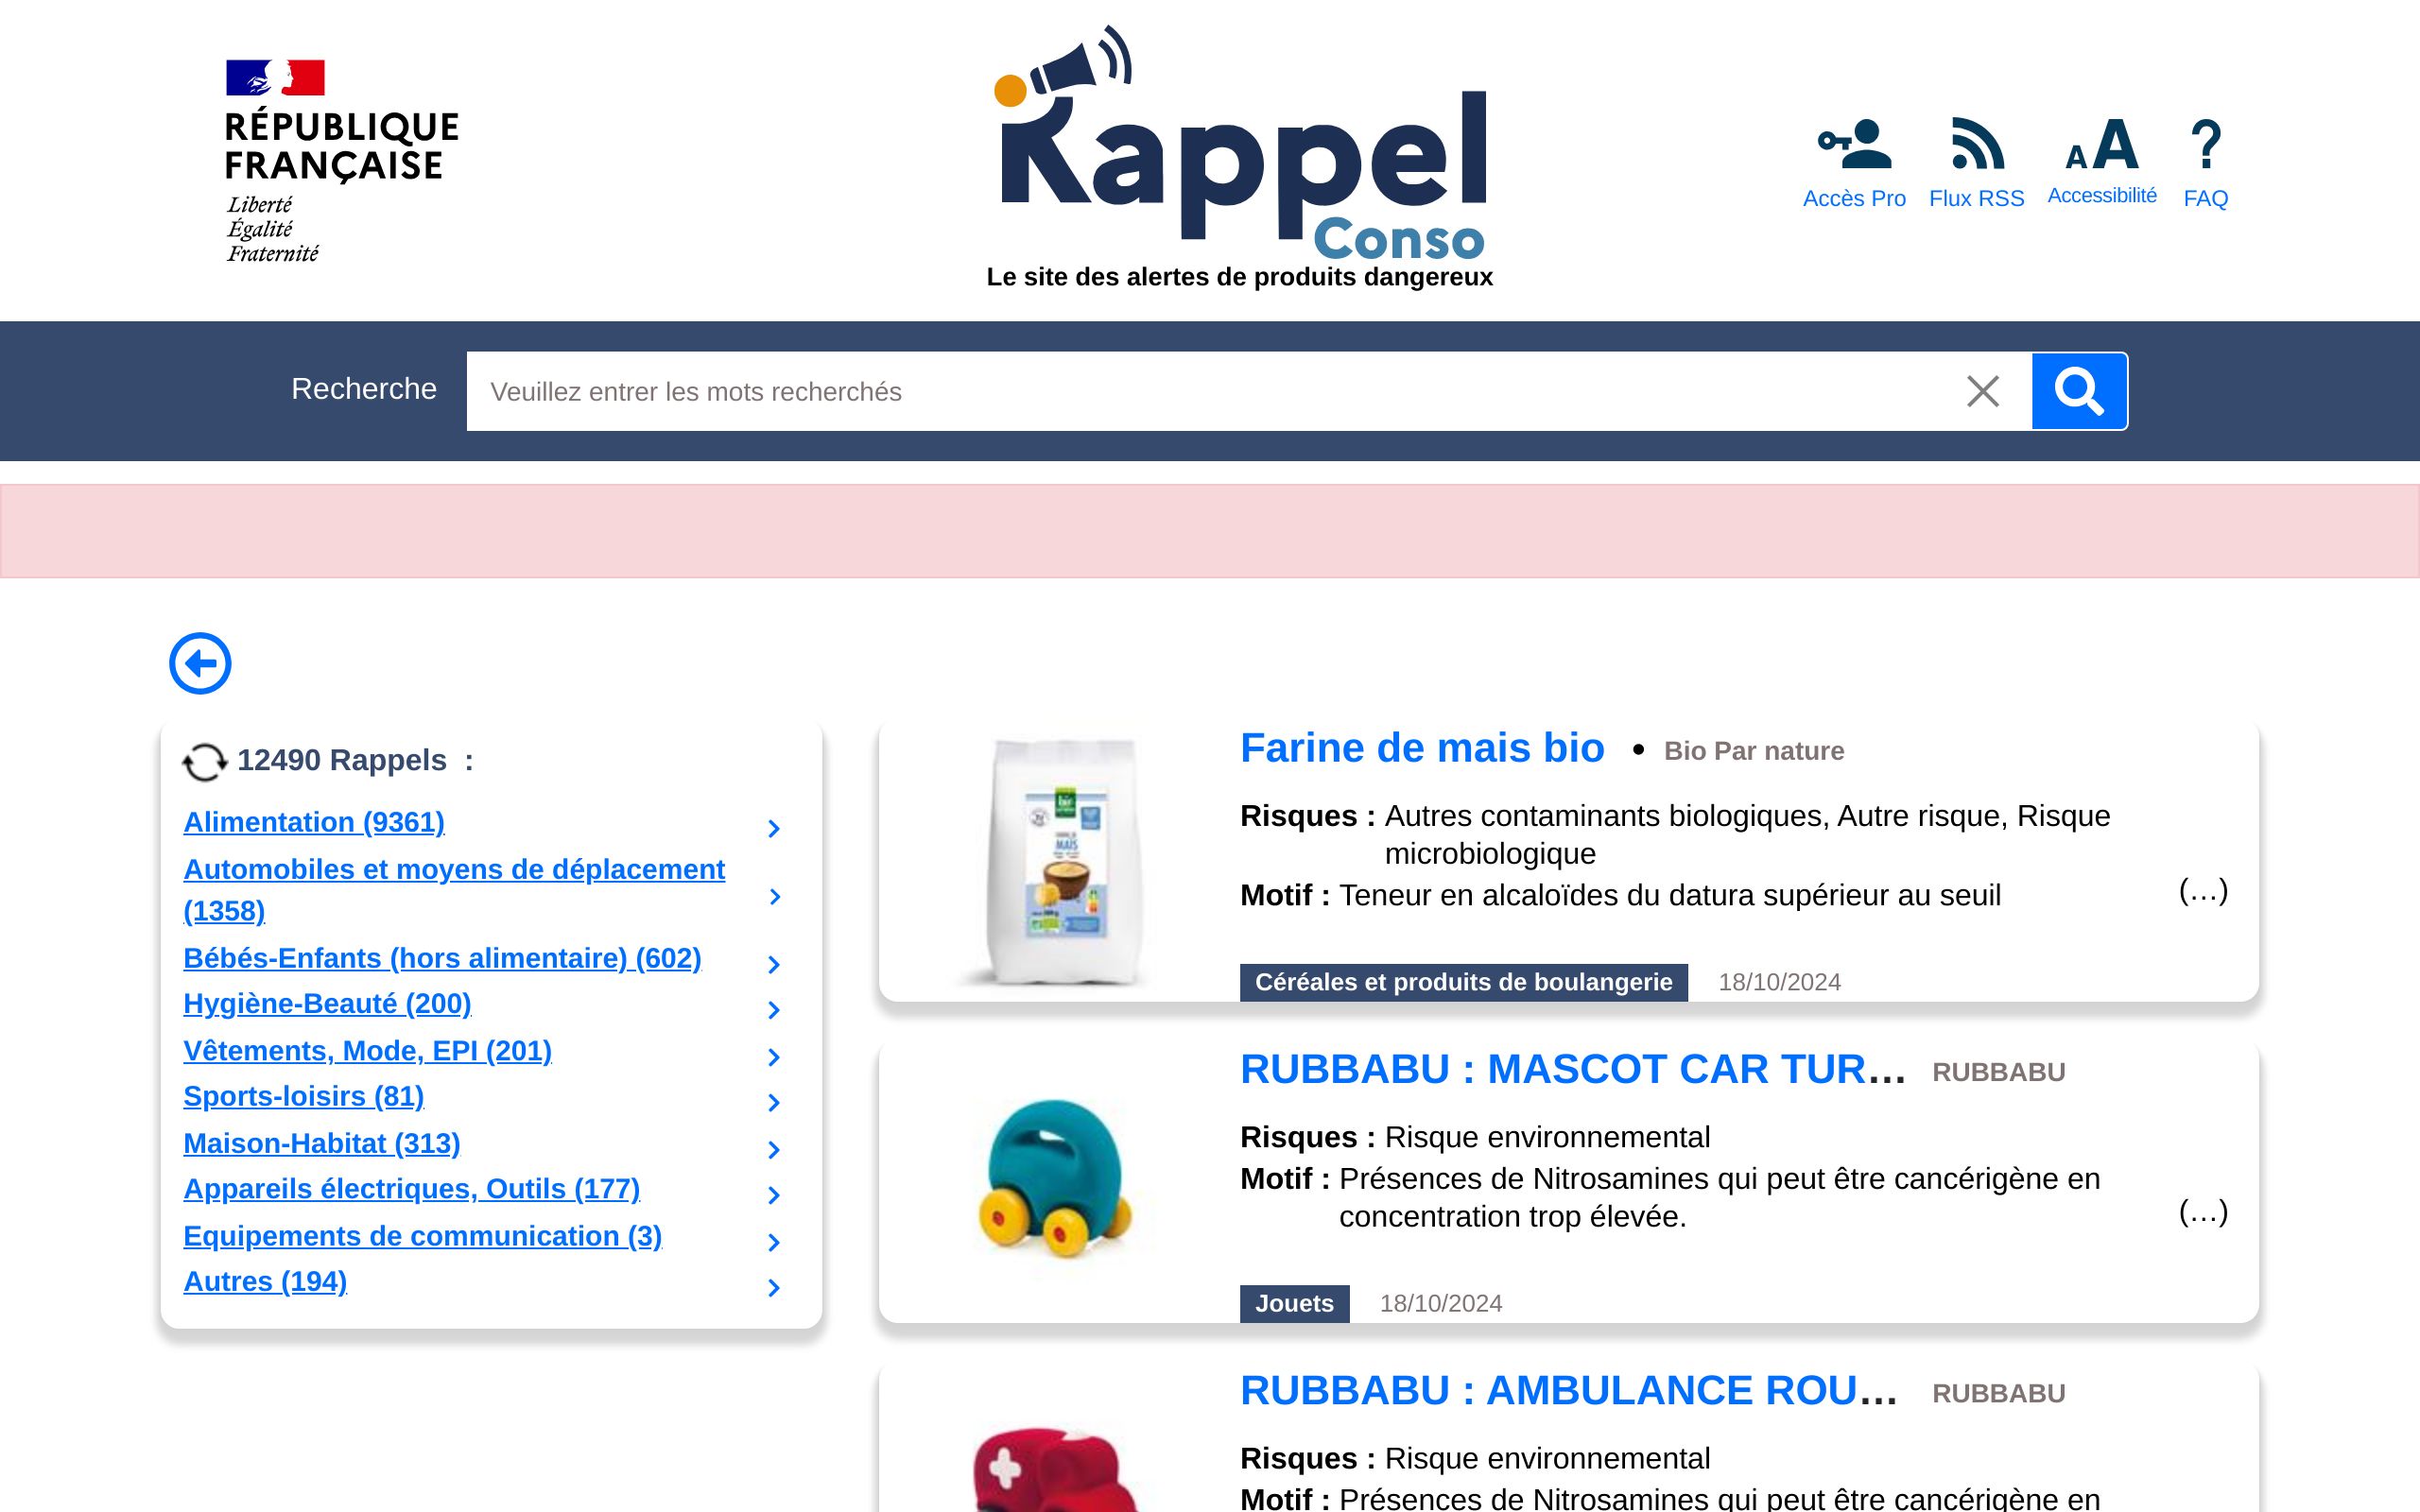 RÉPUBLIQUE
FRANÇAISE
Liberté
Égalité
Fraternité
Rappel
Conso
Le site des alertes de produits dangereux
Accès Pro
Flux RSS
AA
Accessibilité
?
FAQ
Recherche
Veuillez entrer les mots recherchés
12490 Rappels :
Alimentation (9361)
Automobiles et moyens de déplacement
(1358)
Bébés-Enfants (hors alimentaire) (602)
Hygiène-Beauté (200)
Vêtements, Mode, EPI (201)
Sports-loisirs (81)
Maison-Habitat (313)
Appareils électriques, Outils (177)
Equipements de communication (3)
Autres (194)
bio
MAÏS
Farine de mais bio • Bio Par nature
Risques : Autres contaminants biologiques, Autre risque, Risque
microbiologique
Motif : Teneur en alcaloïdes du datura supérieur au seuil
(…)
Céréales et produits de boulangerie 18/10/2024
RUBBABU : MASCOT CAR TUR… RUBBABU
Risques : Risque environnemental
Motif : Présences de Nitrosamines qui peut être cancérigène en
concentration trop élevée.
(…)
Jouets 18/10/2024
RUBBABU : AMBULANCE ROU… RUBBABU
Risques : Risque environnemental
Motif : Présences de Nitrosamines qui peut être cancérigène en